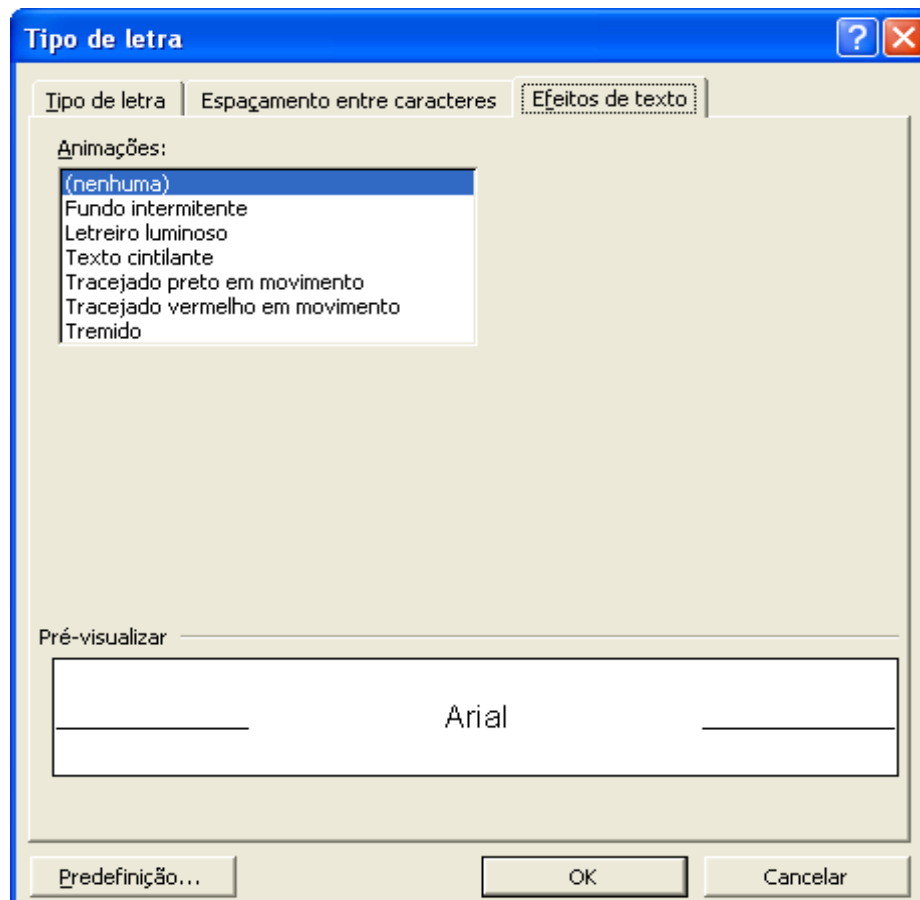 Tipo de letra
Tipo de letra Espaçamento entre caracteres Efeitos de texto
Animações:
(nenhuma)
Fundo intermitente
Letreiro luminoso
Texto cintilante
Tracejado preto em movimento
Tracejado vermelho em movimento
Tremido
Pré-visualizar
Arial
Predefinição... OK Cancelar